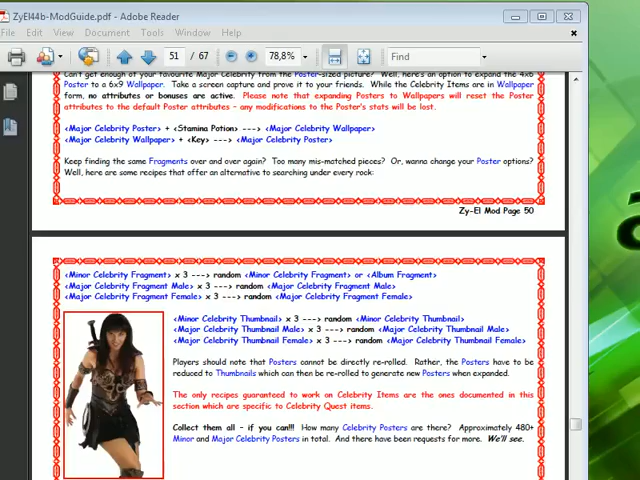 ZyEl44b-ModGuide.pdf - Adobe Reader
File Edit View Document Tools Window Help
51 / 67 78,8% Find
Can't get enough of your favourite Major Celebrity from the Poster-sized picture? Well, here's an option to expand the 4x6
Poster to a 6x9 Wallpaper. Take a screen capture and prove it to your friends. While the Celebrity Items are in Wallpaper
form, no attributes or bonuses are active. Please note that expanding Posters to Wallpapers will reset the Poster
attributes to the default Poster attributes – any modifications to the Poster's stats will be lost.
<Major Celebrity Poster> + <Stamina Potion> ---> <Major Celebrity Wallpaper>
<Major Celebrity Wallpaper> + <Key> ---> <Major Celebrity Poster>
Keep finding the same Fragments over and over again? Too many mis-matched pieces? Or, wanna change your Poster options?
Well, here are some recipes that offer an alternative to searching under every rock:
Zy-El Mod Page 50
<Minor Celebrity Fragment> x 3 ---> random <Minor Celebrity Fragment> or <Album Fragment>
<Major Celebrity Fragment Male> x 3 ---> random <Major Celebrity Fragment Male>
<Major Celebrity Fragment Female> x 3 ---> random <Major Celebrity Fragment Female>
<Minor Celebrity Thumbnail> x 3 ---> random <Minor Celebrity Thumbnail>
<Major Celebrity Thumbnail Male> x 3 ---> random <Major Celebrity Thumbnail Male>
<Major Celebrity Thumbnail Female> x 3 ---> random <Major Celebrity Thumbnail Female>
Players should note that Posters cannot be directly re-rolled. Rather, the Posters have to be
reduced to Thumbnails which can then be re-rolled to generate new Posters when expanded.
The only recipes guaranteed to work on Celebrity Items are the ones documented in this
section which are specific to Celebrity Quest items.
Collect them all – if you can!!! How many Celebrity Posters are there? Approximately 480+
Minor and Major Celebrity Posters in total. And there have been requests for more. We'll see.